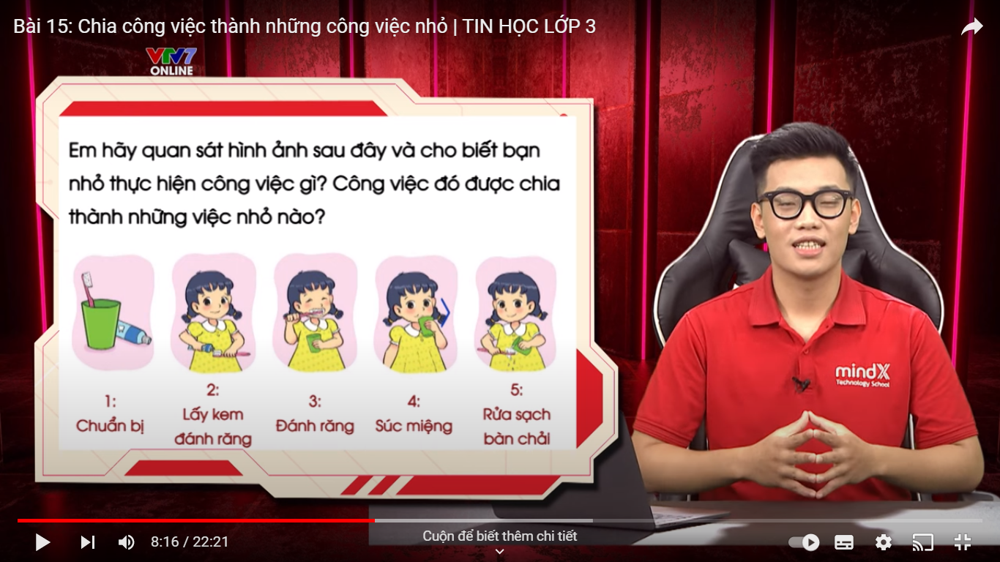 Bài 15: Chia công việc thành những công việc nhỏ | TIN HỌC LỚP 3
VTV7
ONLINE
Em hãy quan sát hình ảnh sau đây và cho biết bạn
nhỏ thực hiện công việc gì? Công việc đó được chia
thành những việc nhỏ nào?
1:
Chuẩn bị
2:
Lấy kem
đánh răng
3:
Đánh răng
4:
Súc miệng
5:
Rửa sạch
bàn chải
mindX
Technology School
8:16 / 22:21
Cuộn để biết thêm chi tiết